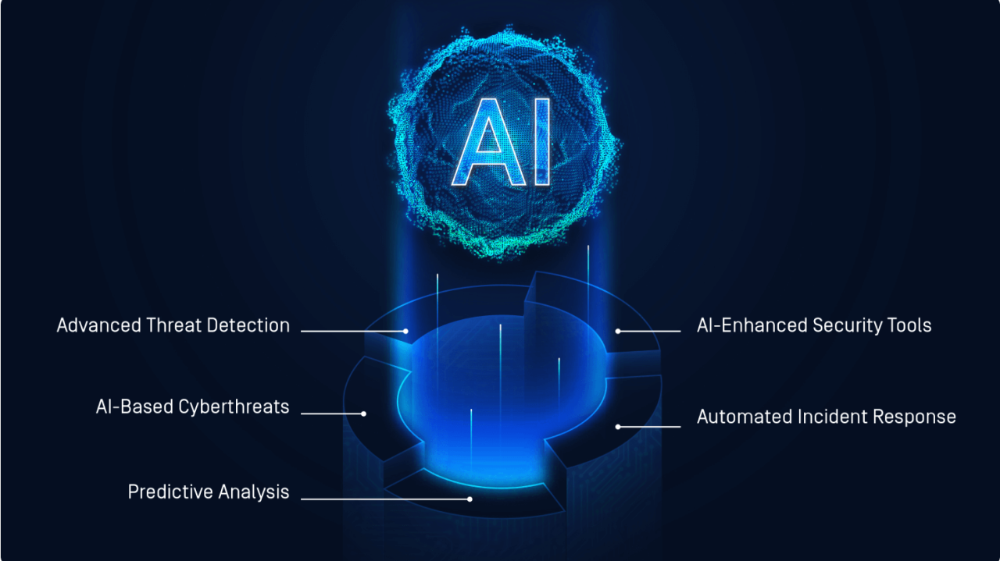 AI
Advanced Threat Detection
AI-Enhanced Security Tools
AI-Based Cyberthreats
Automated Incident Response
Predictive Analysis